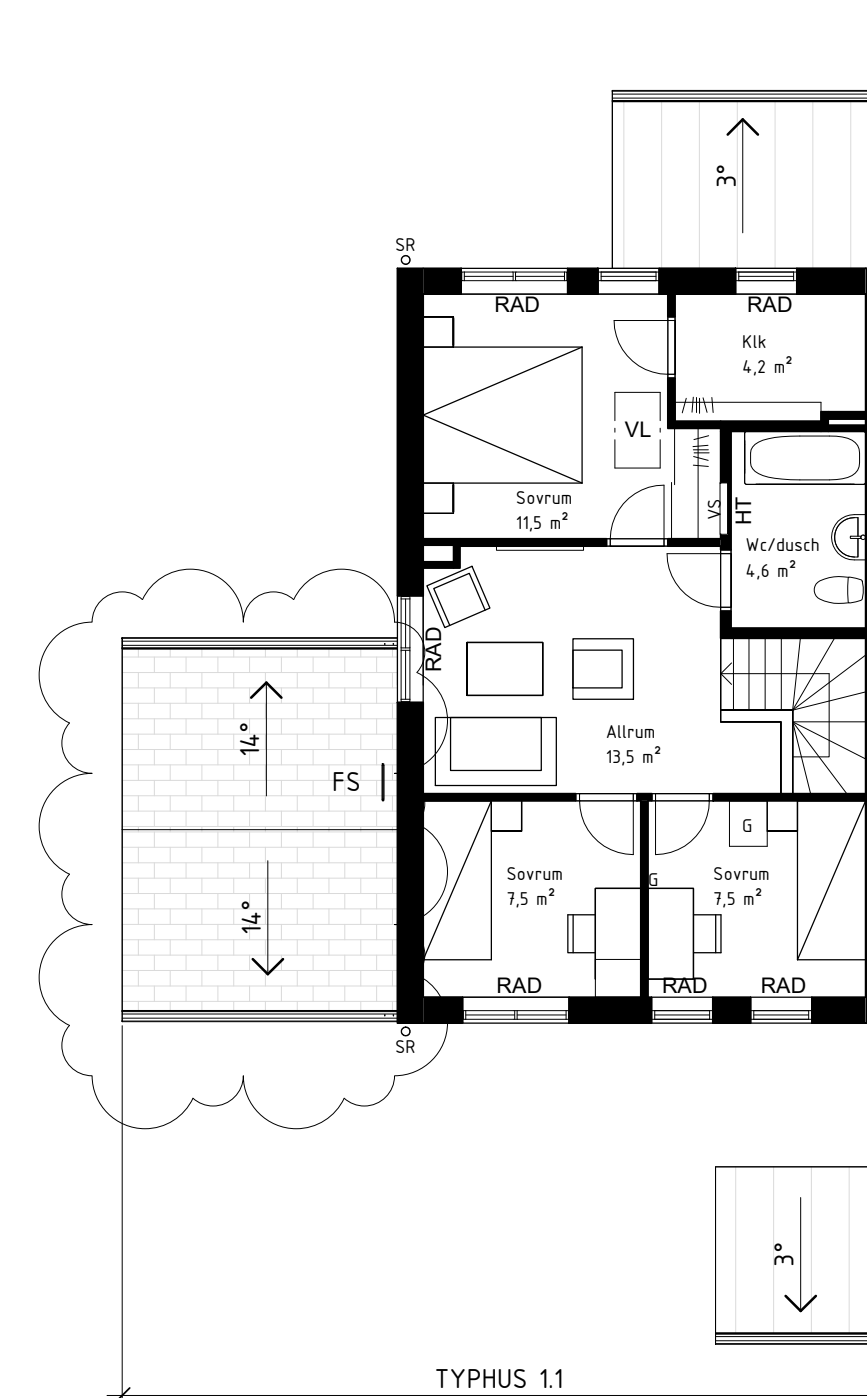 3°
SR
RAD
RAD
Klk
4,2 m²
VL
Sovrum
11,5 m²
VS
HT
Wc/dusch
4,6 m²
RAD
14°
Allrum
13,5 m²
FS
G
Sovrum
7,5 m²
G
Sovrum
7,5 m²
14°
RAD
RAD
RAD
SR
3°
TYPHUS 1.1